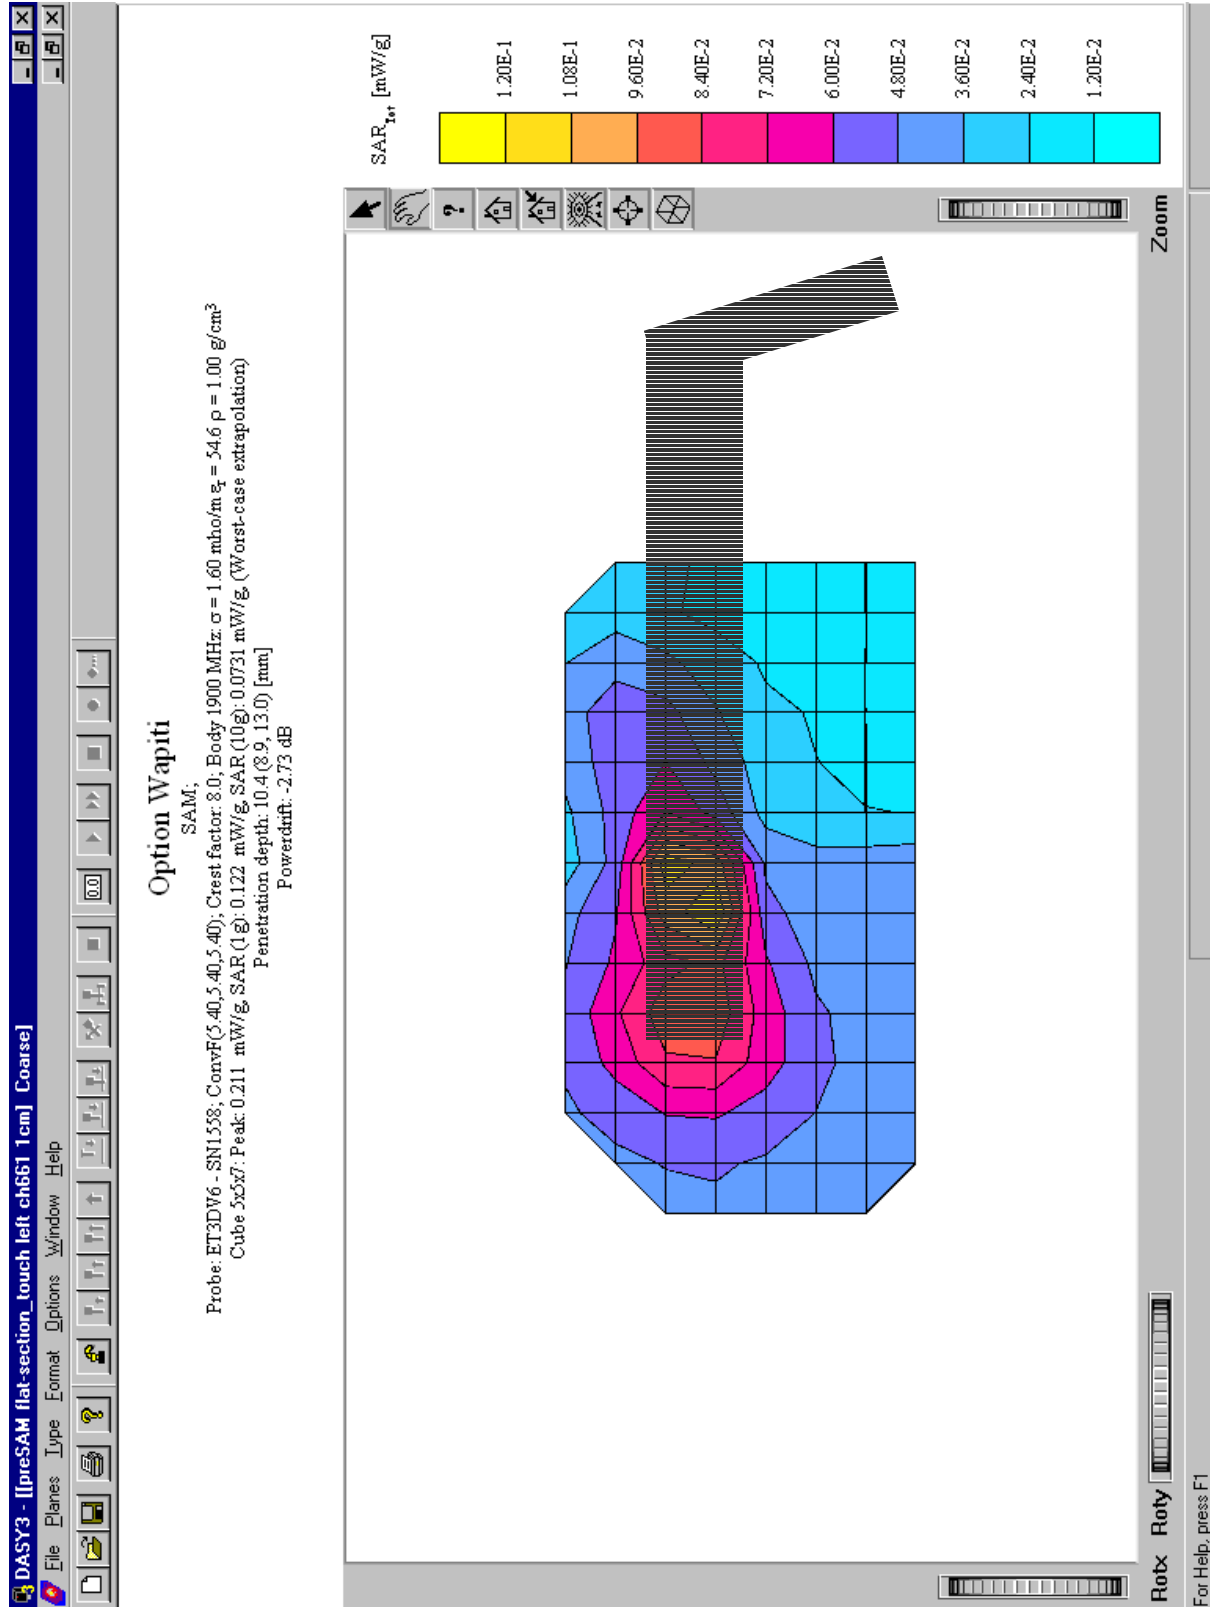 DASY3 - [[preSAM flat-section_touch left ch661 1cm] Coarse]
File Planes Type Format Options Window Help
0.0
Option Wapiti
SAM;
Probe: ET3DV6 - SN1558; ConvF(5.40,5.40,5.40); Crest factor: 8.0; Body 1900 MHz: σ = 1.60 mho/m εr = 54.6 ρ = 1.00 g/cm³
Cube 5x5x7: Peak: 0.211 mW/g, SAR (1g): 0.122 mW/g, SAR (10g): 0.0731 mW/g, (Worst-case extrapolation)
Penetration depth: 10.4 (8.9, 13.0) [mm]
Powerdrift: -2.73 dB
SARTot [mW/g]
1.20E-1
1.08E-1
9.60E-2
8.40E-2
7.20E-2
6.00E-2
4.80E-2
3.60E-2
2.40E-2
1.20E-2
Rotx Roty Zoom
For Help, press F1